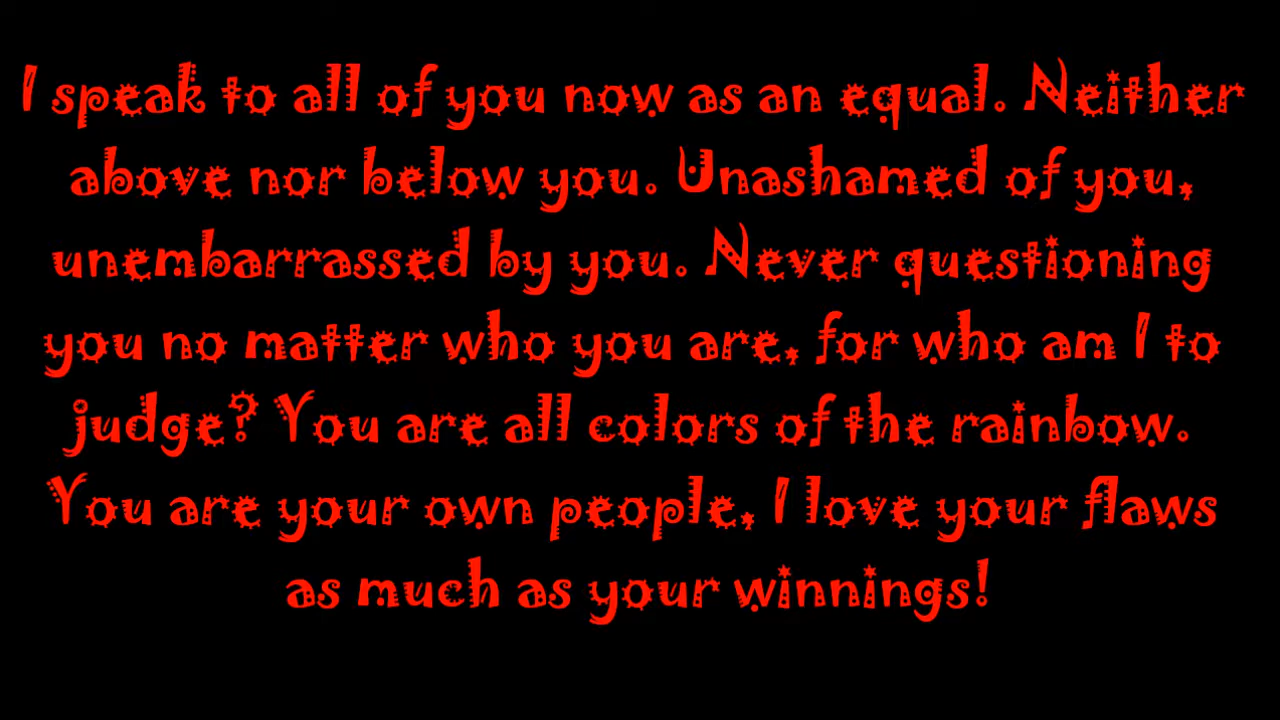 I speak to all of you now as an equal. Neither
above nor below you. Unashamed of you,
unembarrassed by you. Never questioning
you no matter who you are, for who am I to
judge? You are all colors of the rainbow.
You are your own people, I love your flaws
as much as your winnings!